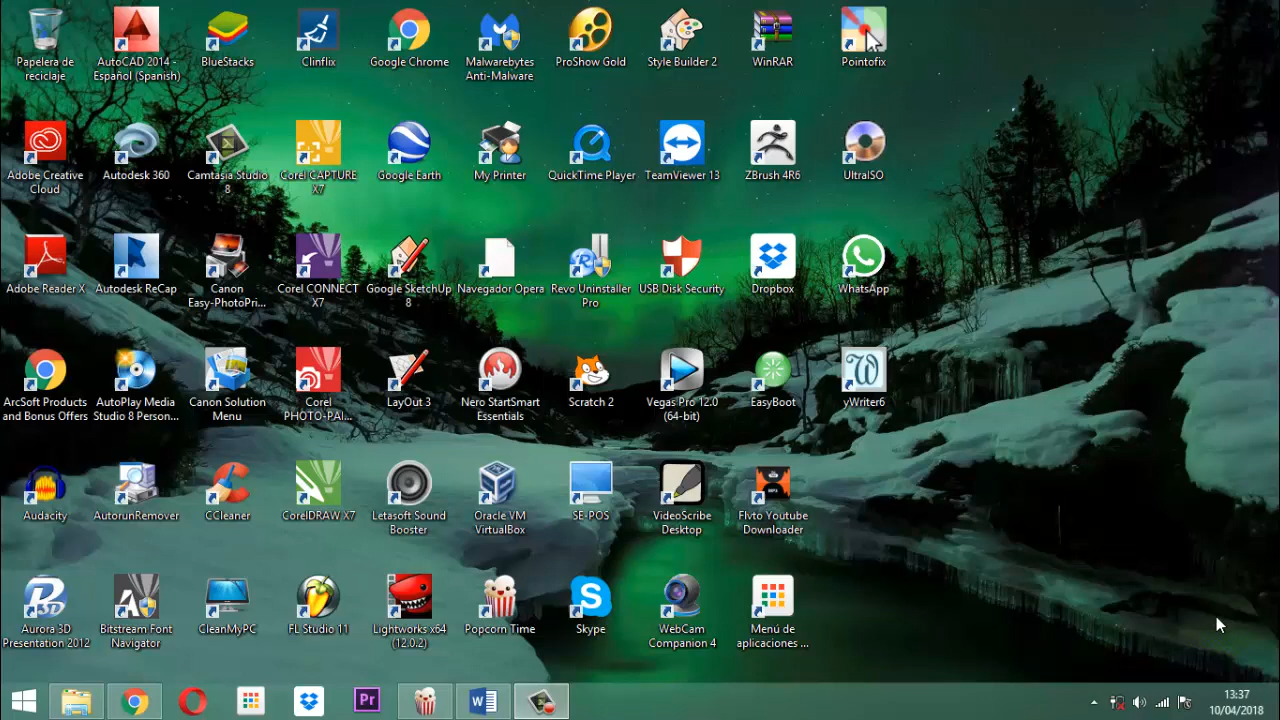 Papelera de
reciclaje
AutoCAD 2014 -
Español (Spanish)
BlueStacks
Clinflix
Google Chrome
Malwarebytes
Anti-Malware
ProShow Gold
Style Builder 2
WinRAR
Pointofix
Adobe Creative
Cloud
Autodesk 360
Camtasia Studio
8
Corel CAPTURE
X7
Google Earth
My Printer
QuickTime Player
TeamViewer 13
ZBrush 4R6
UltraISO
Adobe Reader X
Autodesk ReCap
Canon
Easy-PhotoPri...
Corel CONNECT
X7
Google SketchUp
8
Navegador Opera
Revo Uninstaller
Pro
USB Disk Security
Dropbox
WhatsApp
ArcSoft Products
and Bonus Offers
AutoPlay Media
Studio 8 Person...
Canon Solution
Menu
Corel
PHOTO-PAI...
LayOut 3
Nero StartSmart
Essentials
Scratch 2
Vegas Pro 12.0
(64-bit)
EasyBoot
yWriter6
Audacity
AutorunRemover
CCleaner
CorelDRAW X7
Letasoft Sound
Booster
Oracle VM
VirtualBox
SE-POS
VideoScribe
Desktop
Flvto Youtube
Downloader
Aurora 3D
Presentation 2012
Bitstream Font
Navigator
CleanMyPC
FL Studio 11
Lightworks x64
(12.0.2)
Popcorn Time
Skype
WebCam
Companion 4
Menú de
aplicaciones ...
Pr
13:37
10/04/2018